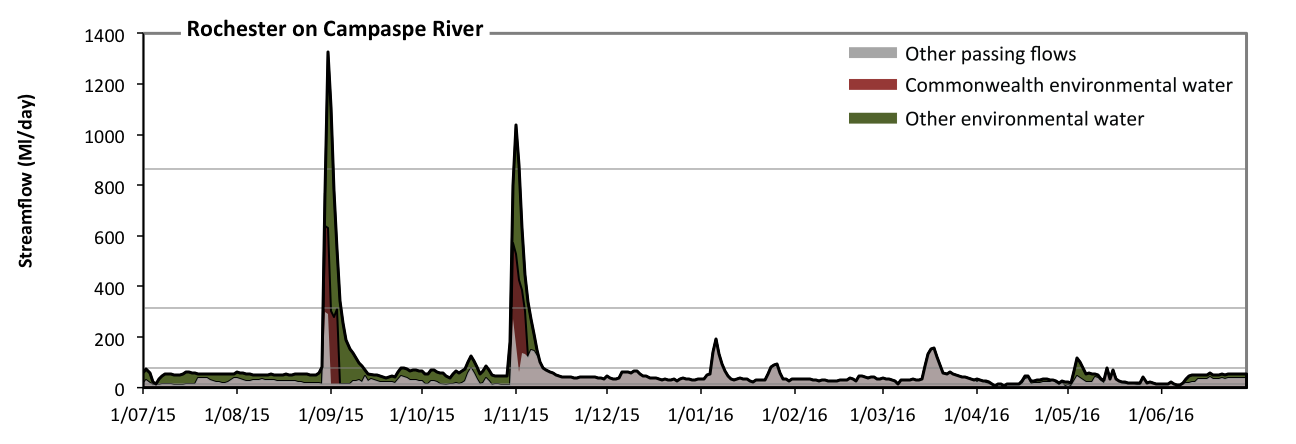 Rochester on Campaspe River
Streamflow (Ml/day)
1400
1200
1000
800
600
400
200
0
Other passing flows
Commonwealth environmental water
Other environmental water
1/07/15 1/08/15 1/09/15 1/10/15 1/11/15 1/12/15 1/01/16 1/02/16 1/03/16 1/04/16 1/05/16 1/06/16